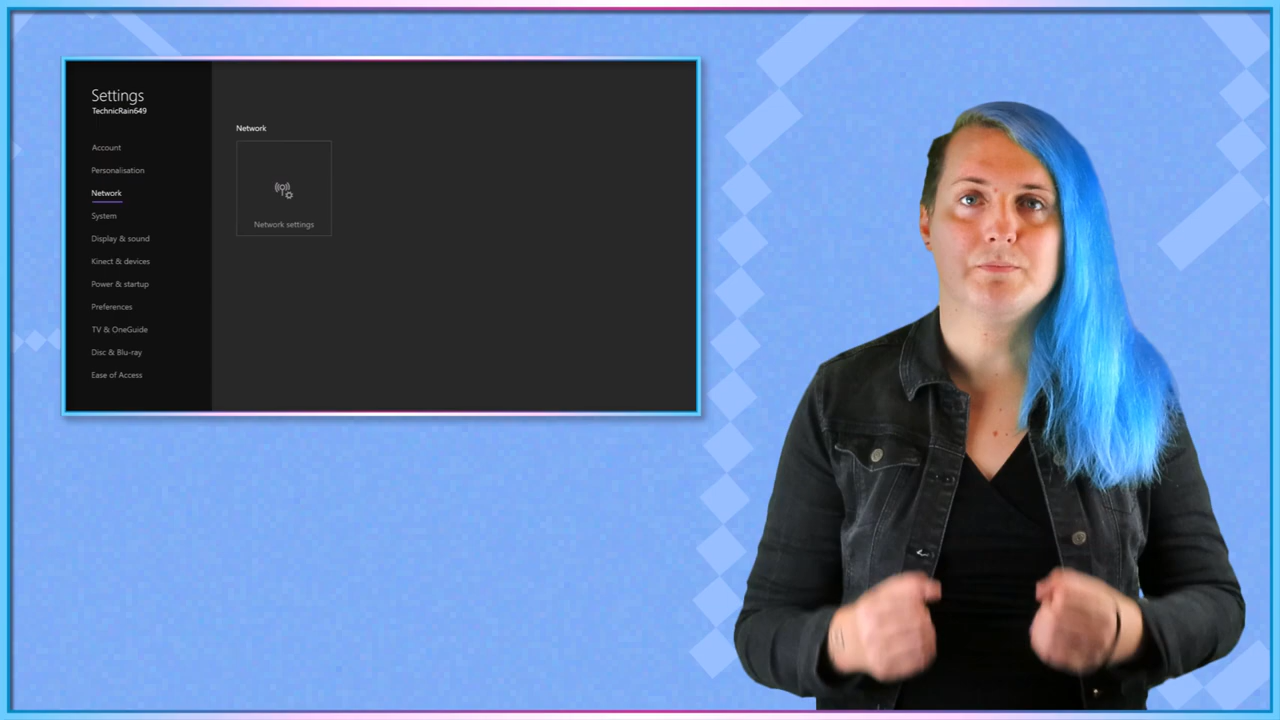 Settings
TechnicRain649
Account
Personalisation
Network
System
Display & sound
Kinect & devices
Power & startup
Preferences
TV & OneGuide
Disc & Blu-ray
Ease of Access
Network
Network settings